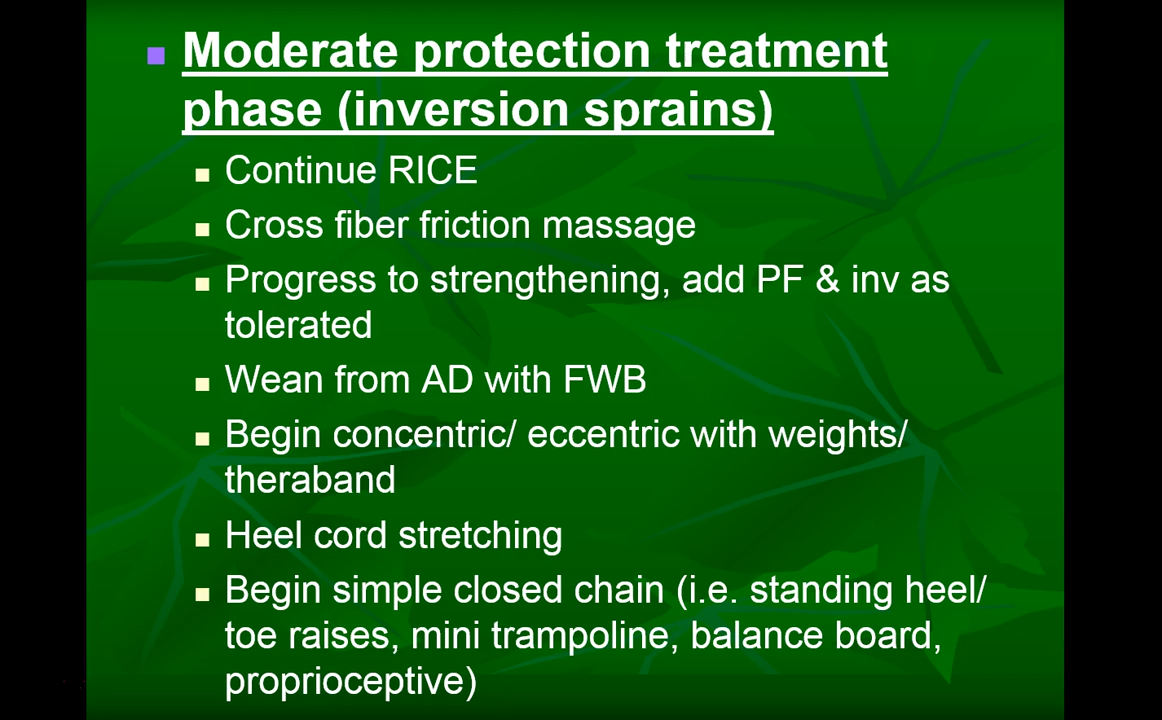 Moderate protection treatment
phase (inversion sprains)
Continue RICE
Cross fiber friction massage
Progress to strengthening, add PF & inv as
tolerated
Wean from AD with FWB
Begin concentric/ eccentric with weights/
theraband
Heel cord stretching
Begin simple closed chain (i.e. standing heel/
toe raises, mini trampoline, balance board,
proprioceptive)